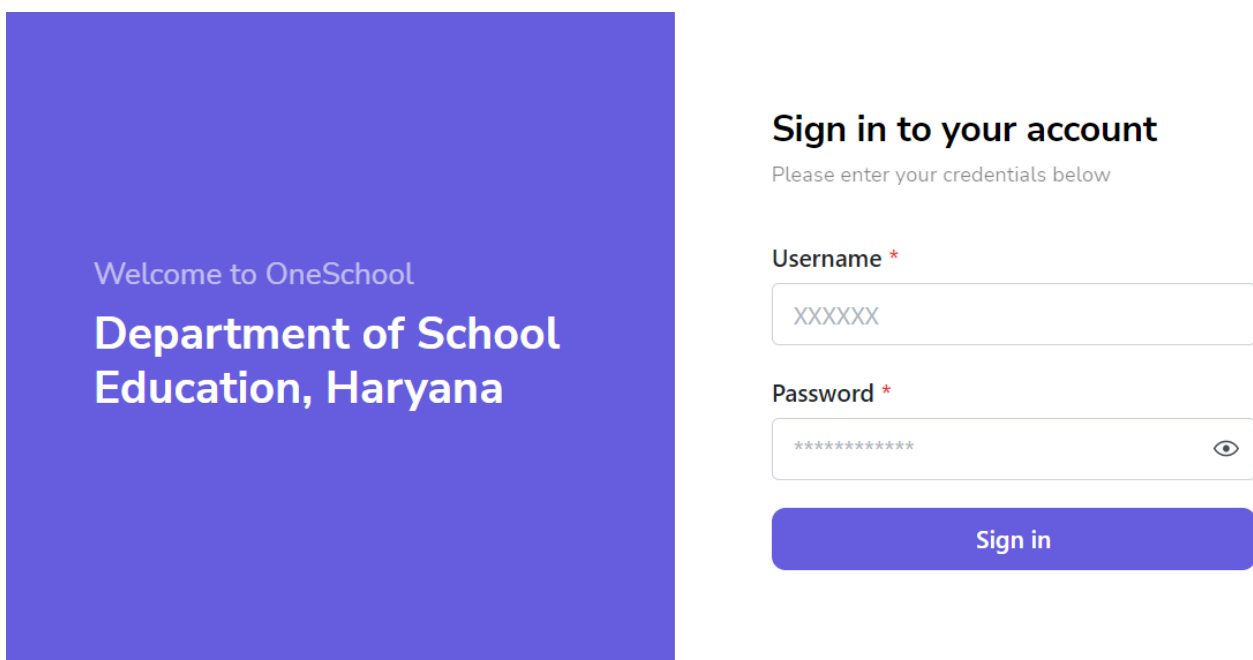 Welcome to OneSchool
Department of School
Education, Haryana
Sign in to your account
Please enter your credentials below
Username *
XXXXXX
Password *
************
Sign in